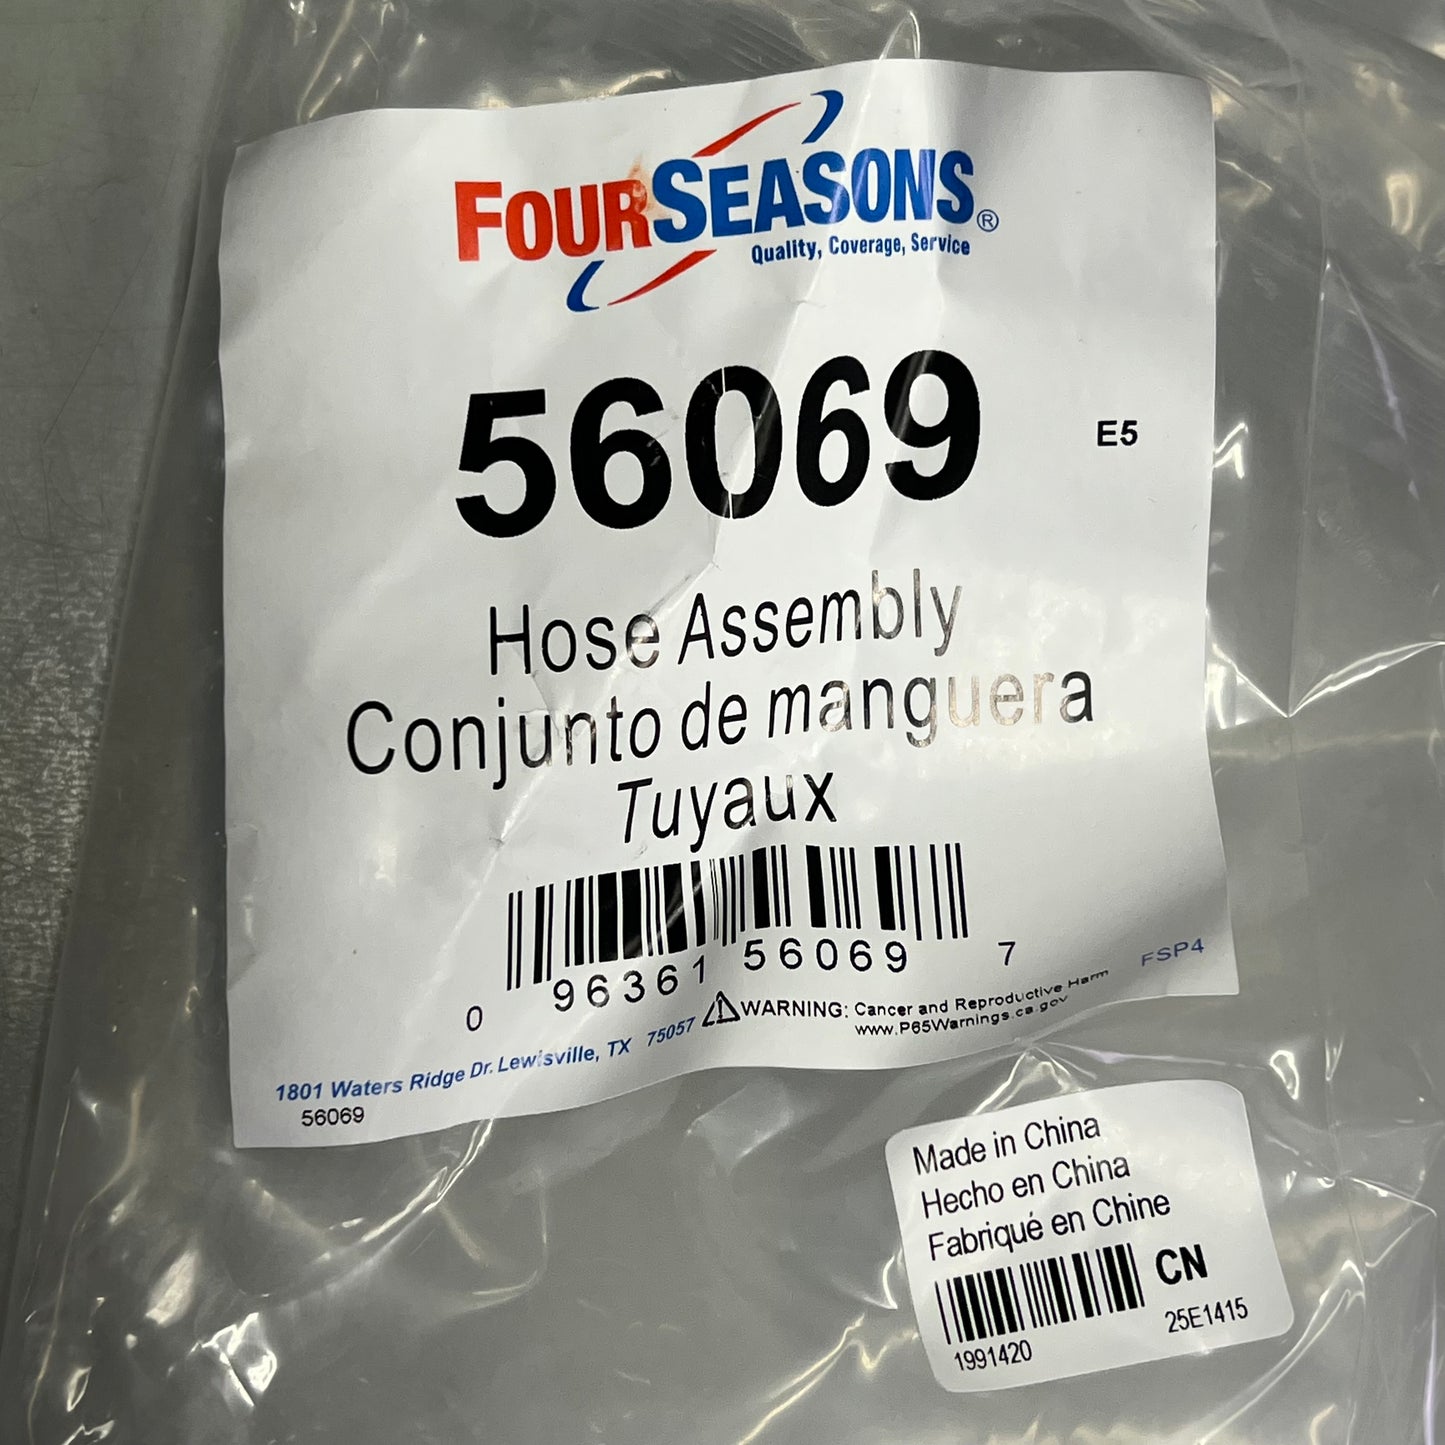 FOURSEASONS®
Quality, Coverage, Service
56069
E5
Hose Assembly
Conjunto de manguera
Tuyaux
0 96361 56069 7
FSP4
⚠WARNING: Cancer and Reproductive Harm
www.P65Warnings.ca.gov
1801 Waters Ridge Dr. Lewisville, TX 75057
56069
Made in China
Hecho en China
Fabriqué en Chine
CN
1991420
25E1415